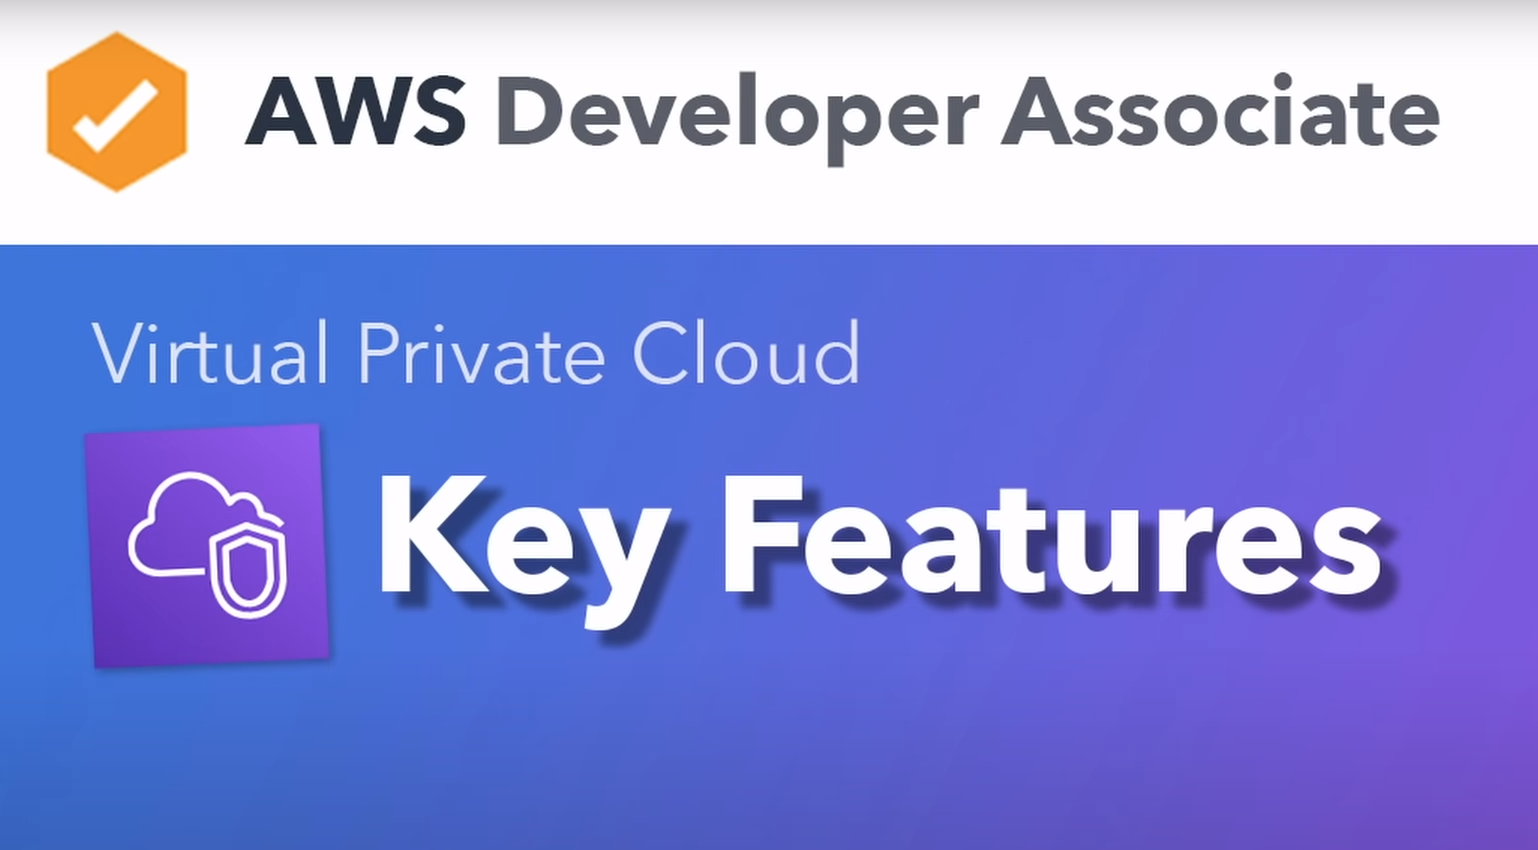 AWS Developer Associate
Virtual Private Cloud
Key Features